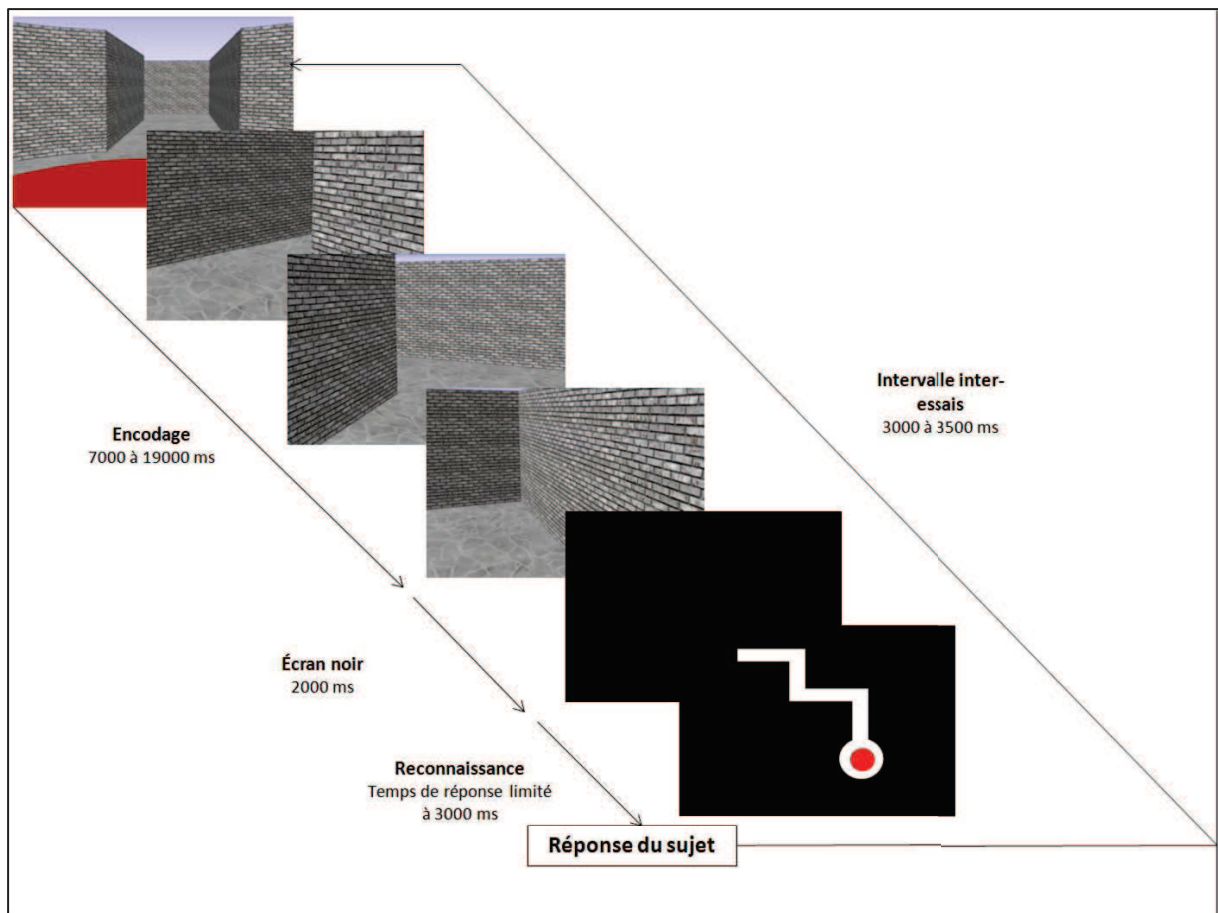 Intervalle inter-
essais
3000 à 3500 ms
Encodage
7000 à 19000 ms
Écran noir
2000 ms
Reconnaissance
Temps de réponse limité
à 3000 ms
Réponse du sujet